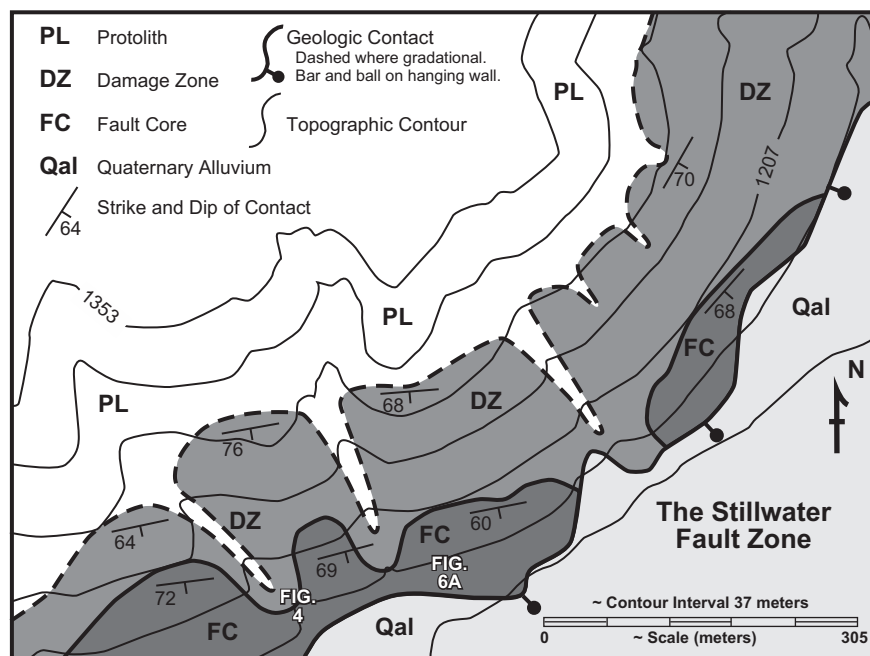 PL Protolith
DZ Damage Zone
FC Fault Core
Qal Quaternary Alluvium
64 Strike and Dip of Contact
Geologic Contact
Dashed where gradational.
Bar and ball on hanging wall.
Topographic Contour
PL
DZ
70
1207
1353
PL
Qal
68
FC
N
PL
68
DZ
76
64
DZ
FC
60
69
FIG.
6A
72
FIG.
4
FC
Qal
The Stillwater
Fault Zone
~ Contour Interval 37 meters
0 ~ Scale (meters) 305